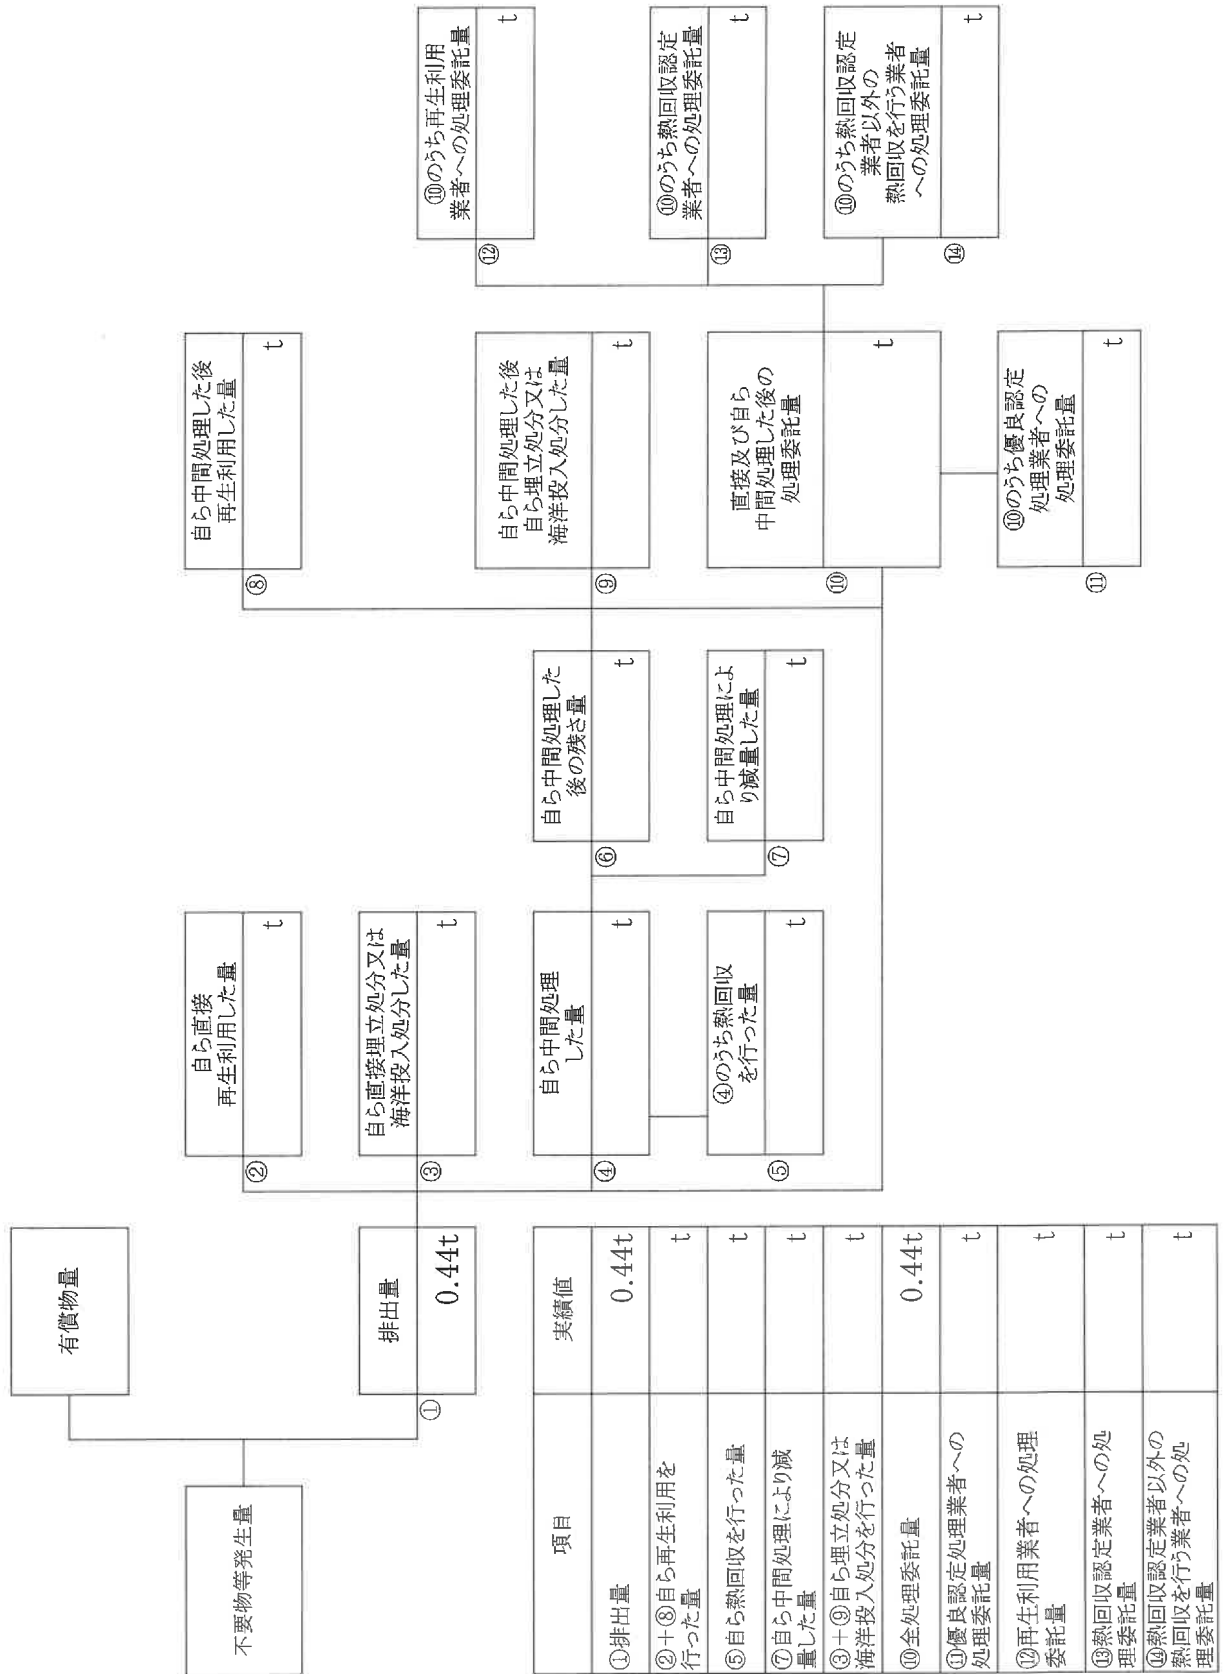 不要物等発生量
有償物量
①
排出量
0.44t
②
自ら直接
再生利用した量
t
③
自ら直接埋立処分又は
海洋投入処分した量
t
④
自ら中間処理
した量
t
⑤
④のうち熱回収
を行った量
t
⑥
自ら中間処理した
後の残さ量
t
⑦
自ら中間処理によ
り減量した量
t
⑧
自ら中間処理した後
再生利用した量
t
⑨
自ら中間処理した後
自ら埋立処分又は
海洋投入処分した量
t
⑩
直接及び自ら
中間処理した後の
処理委託量
t
⑪
⑩のうち優良認定
処理業者への
処理委託量
t
⑫
⑩のうち再生利用
業者への処理委託量
t
⑬
⑩のうち熱回収認定
業者への処理委託量
t
⑭
⑩のうち熱回収認定
業者以外の
熱回収を行う業者
への処理委託量
t
項目
実績値
①排出量
0.44t
②+⑧自ら再生利用を
行った量
t
⑤自ら熱回収を行った量
t
⑦自ら中間処理により減
量した量
t
③+⑨自ら埋立処分又は
海洋投入処分を行った量
t
⑩全処理委託量
0.44t
⑪優良認定処理業者への
処理委託量
t
⑫再生利用業者への処理
委託量
t
⑬熱回収認定業者への処
理委託量
t
⑭熱回収認定業者以外の
熱回収を行う業者への処
理委託量
t